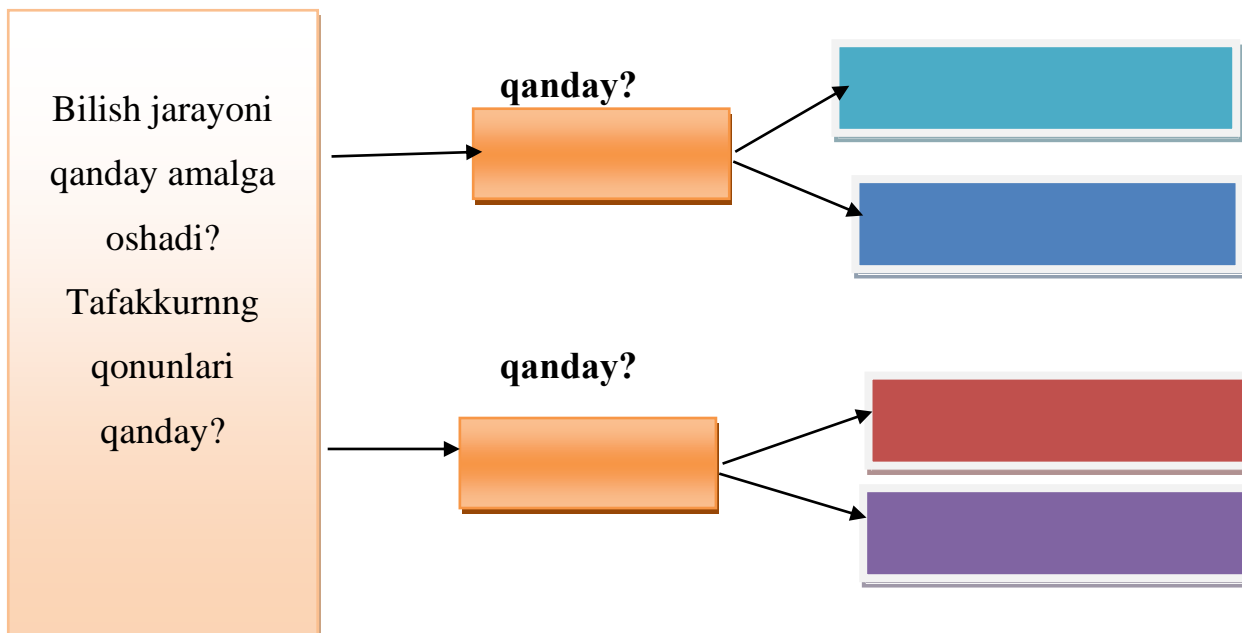 Bilish jarayoni
qanday amalga
oshadi?
Tafakkurnng
qonunlari
qanday?
qanday?
qanday?